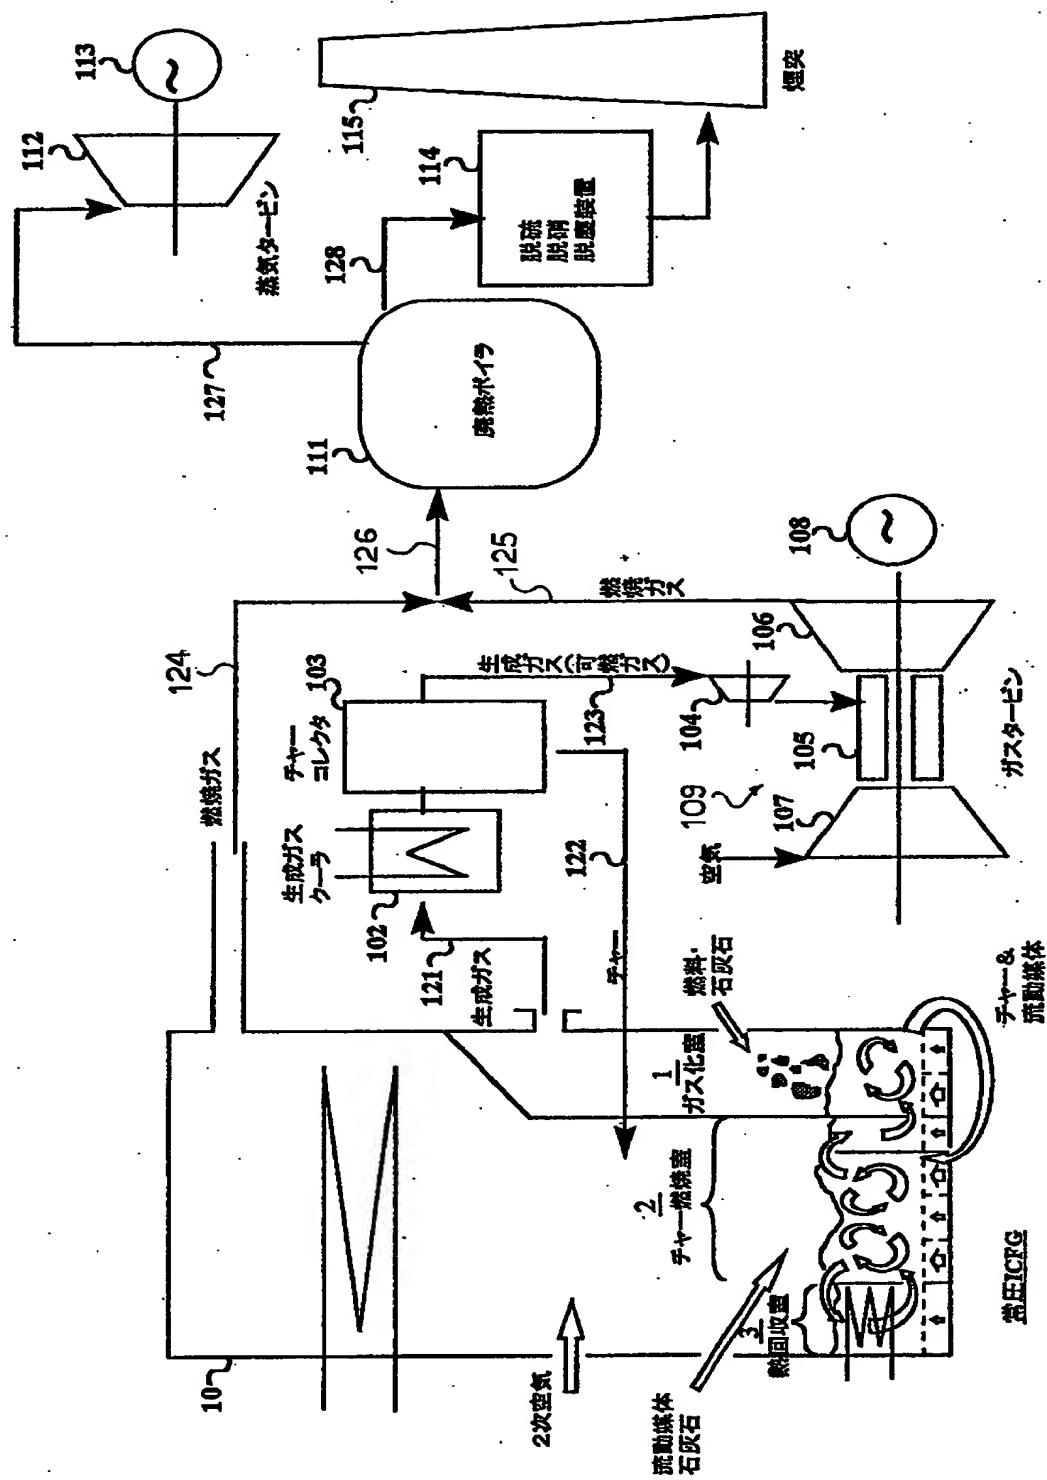 113
112
蒸気タービン
127
111
廃熱ボイラ
128
114
脱硫
脱硝
脱塵装置
115
煙突
126
125
燃焼ガス
124
燃焼ガス
103
チャー
コレクタ
生成ガス
クーラ
102
121
生成ガス
生成ガス(可燃ガス)
123
122
チャー
104
105
106
107
108
109
空気
ガスタービン
10
2次空気
流動媒体
石灰石
燃料・
石灰石
1
ガス化室
2
チャー燃焼室
3
熱回収室
チャー&
流動媒体
常圧ICFG